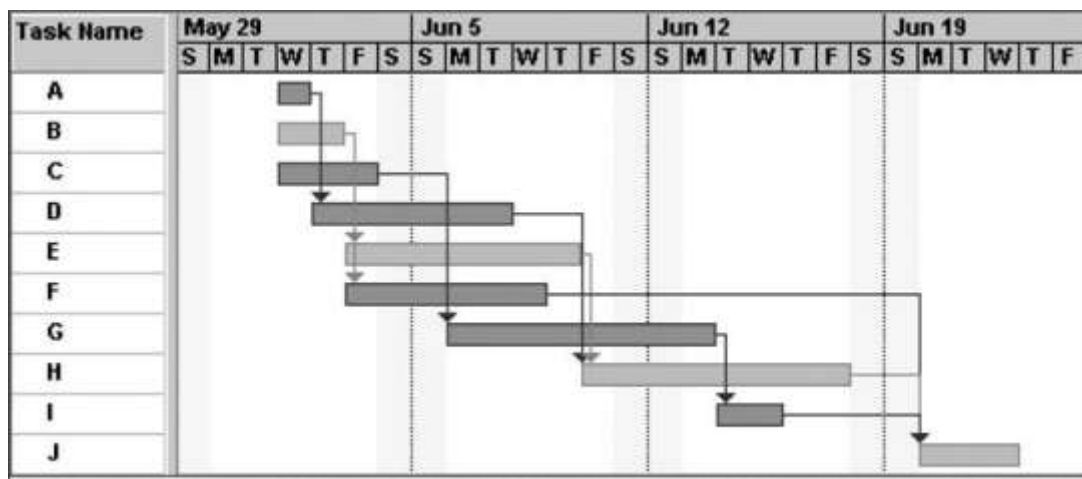 Task Name May 29 Jun 5 Jun 12 Jun 19
S M T W T F S S M T W T F S S M T W T F S S M T W T F
A
B
C
D
E
F
G
H
I
J